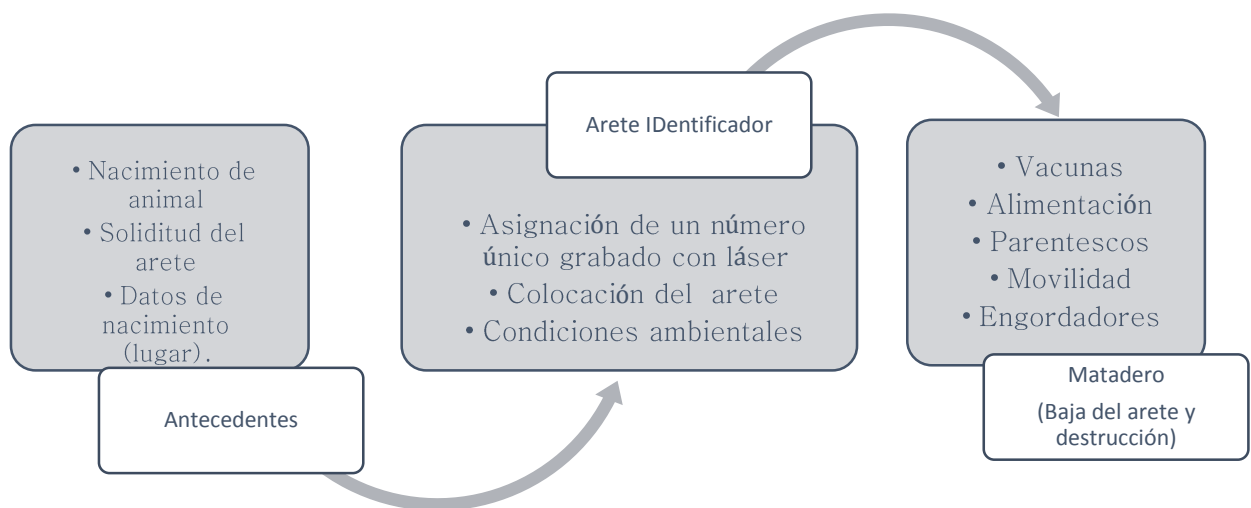 • Nacimiento de
animal
• Soliditud del
arete
• Datos de
nacimiento
(lugar).
Antecedentes
Arete IDentificador
• Asignación de un número
único grabado con láser
• Colocación del arete
• Condiciones ambientales
• Vacunas
• Alimentación
• Parentescos
• Movilidad
• Engordadores
Matadero
(Baja del arete y
destrucción)